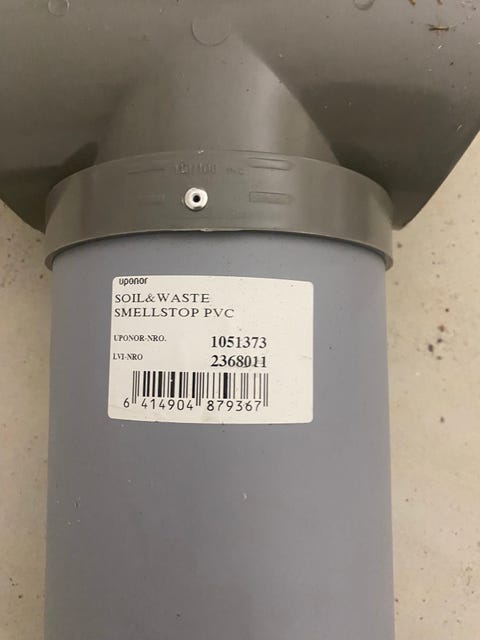 uponor
SOIL&WASTE
SMELLSTOP PVC
UPONOR-NRO. 1051373
LVI-NRO 2368011
6 414904 879367